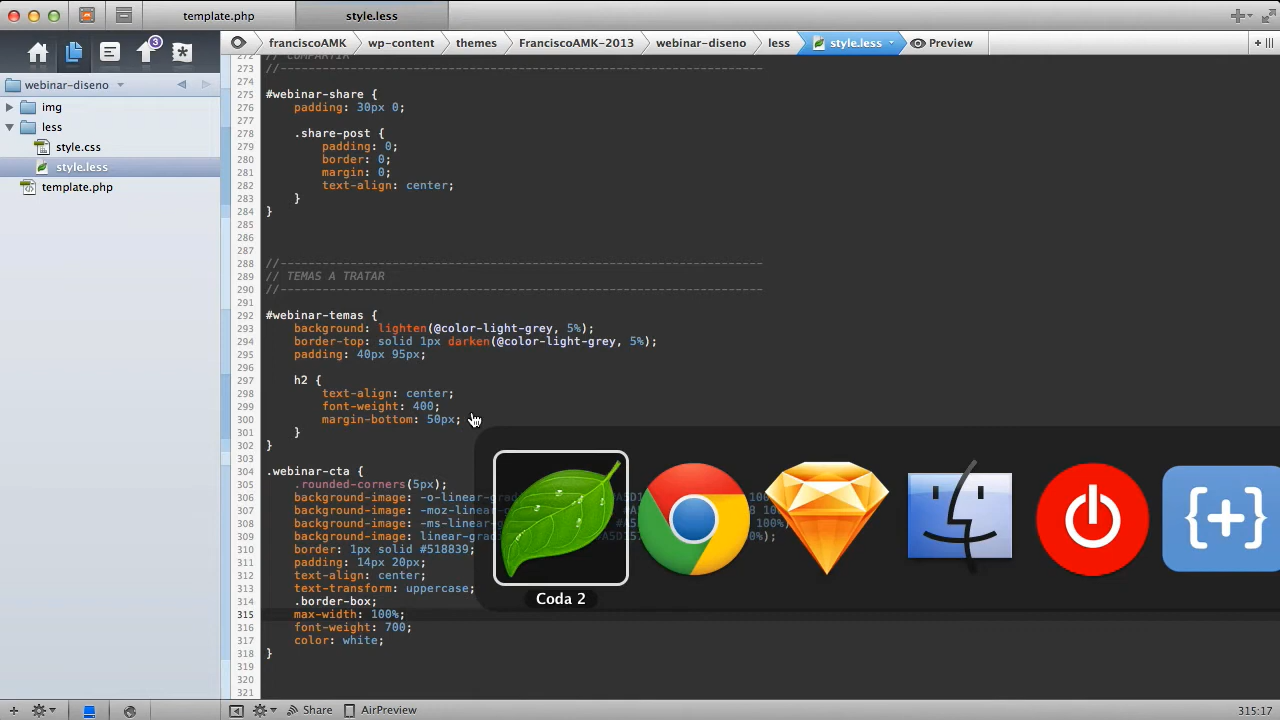 template.php
style.less
3
franciscoAMK
wp-content
themes
FranciscoAMK-2013
webinar-diseno
less
style.less
Preview
webinar-diseno
img
less
style.css
style.less
template.php
272 // COMPARTIR
273 //---------------------------------------------------------------------
274
275 #webinar-share {
276 padding: 30px 0;
277
278 .share-post {
279 padding: 0;
280 border: 0;
281 margin: 0;
282 text-align: center;
283 }
284 }
285
286
287
288 //---------------------------------------------------------------------
289 // TEMAS A TRATAR
290 //---------------------------------------------------------------------
291
292 #webinar-temas {
293 background: lighten(@color-light-grey, 5%);
294 border-top: solid 1px darken(@color-light-grey, 5%);
295 padding: 40px 95px;
296
297 h2 {
298 text-align: center;
299 font-weight: 400;
300 margin-bottom: 50px;
301 }
302 }
303
304 .webinar-cta {
305 .rounded-corners(5px);
306 background-image: -o-linear-grad
307 background-image: -moz-linear
308 background-image: -ms-linear-
309 background-image: linear-grad
310 border: 1px solid #518839;
311 padding: 14px 20px;
312 text-align: center;
313 text-transform: uppercase;
314 .border-box;
315 max-width: 100%;
316 font-weight: 700;
317 color: white;
318 }
319
320
321
Coda 2
{+}
Share
AirPreview
315:17